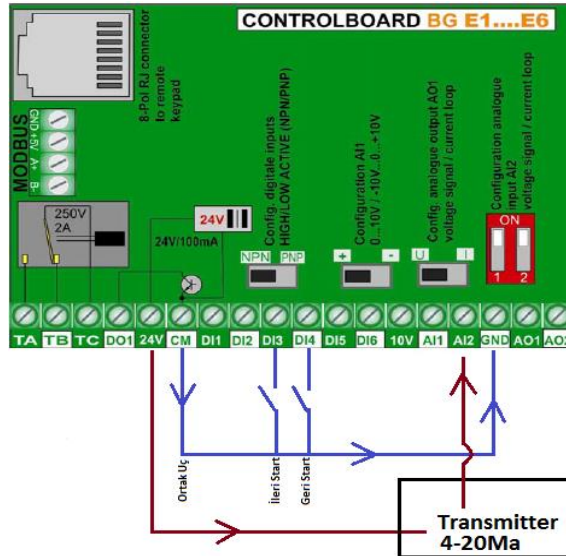 CONTROLBOARD BG E1....E6
8-Pol RJ connector
to remote
keypad
MODBUS
GND
+5V
A+
B-
250V
2A
24V
24V/100mA
Config. digitale inputs
HIGH/LOW ACTIVE (NPN/PNP)
NPN
PNP
Configuration AI1
0...10V / -10V...0...+10V
+
-
Config. analogue output AO1
voltage signal / current loop
U
I
Configuration analogue
input AI2
voltage signal / current loop
ON
1
2
TA
TB
TC
DO1
24V
CM
DI1
DI2
DI3
DI4
DI5
DI6
10V
AI1
AI2
GND
AO1
AO2
Ortak Uç
İleri Start
Geri Start
Transmitter
4-20Ma